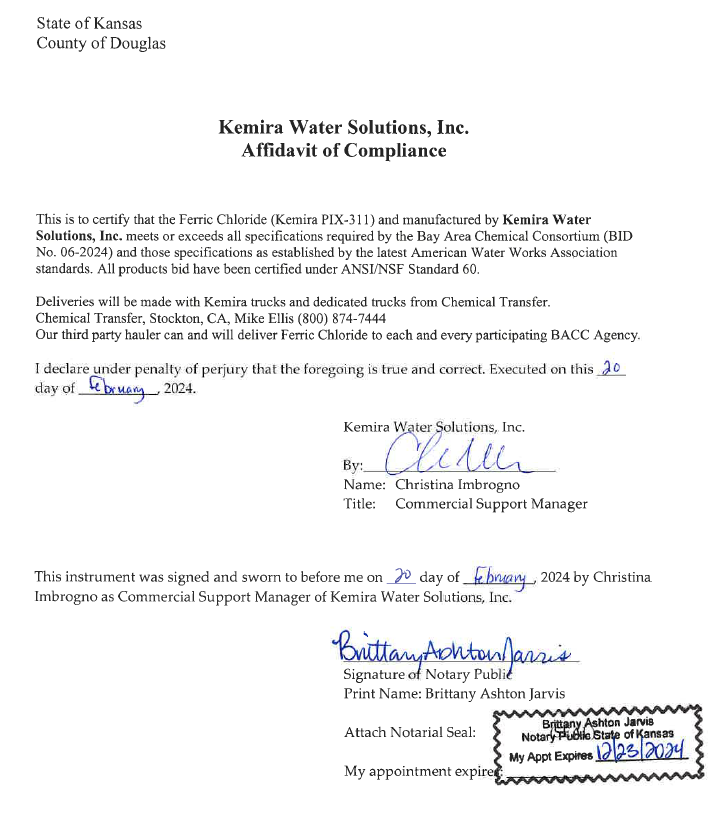 State of Kansas
County of Douglas
Kemira Water Solutions, Inc.
Affidavit of Compliance
This is to certify that the Ferric Chloride (Kemira PIX-311) and manufactured by Kemira Water
Solutions, Inc. meets or exceeds all specifications required by the Bay Area Chemical Consortium (BID
No. 06-2024) and those specifications as established by the latest American Water Works Association
standards. All products bid have been certified under ANSI/NSF Standard 60.
Deliveries will be made with Kemira trucks and dedicated trucks from Chemical Transfer.
Chemical Transfer, Stockton, CA, Mike Ellis (800) 874-7444
Our third party hauler can and will deliver Ferric Chloride to each and every participating BACC Agency.
I declare under penalty of perjury that the foregoing is true and correct. Executed on this 20
day of February, 2024.
Kemira Water Solutions, Inc.
By:
Name: Christina Imbrogno
Title: Commercial Support Manager
This instrument was signed and sworn to before me on 20 day of February, 2024 by Christina
Imbrogno as Commercial Support Manager of Kemira Water Solutions, Inc.
Brittany Ashton Jarvis
Signature of Notary Public
Print Name: Brittany Ashton Jarvis
Attach Notarial Seal:
Brittany Ashton Jarvis
Notary Public State of Kansas
My Appt Expires 12/23/2024
My appointment expires: